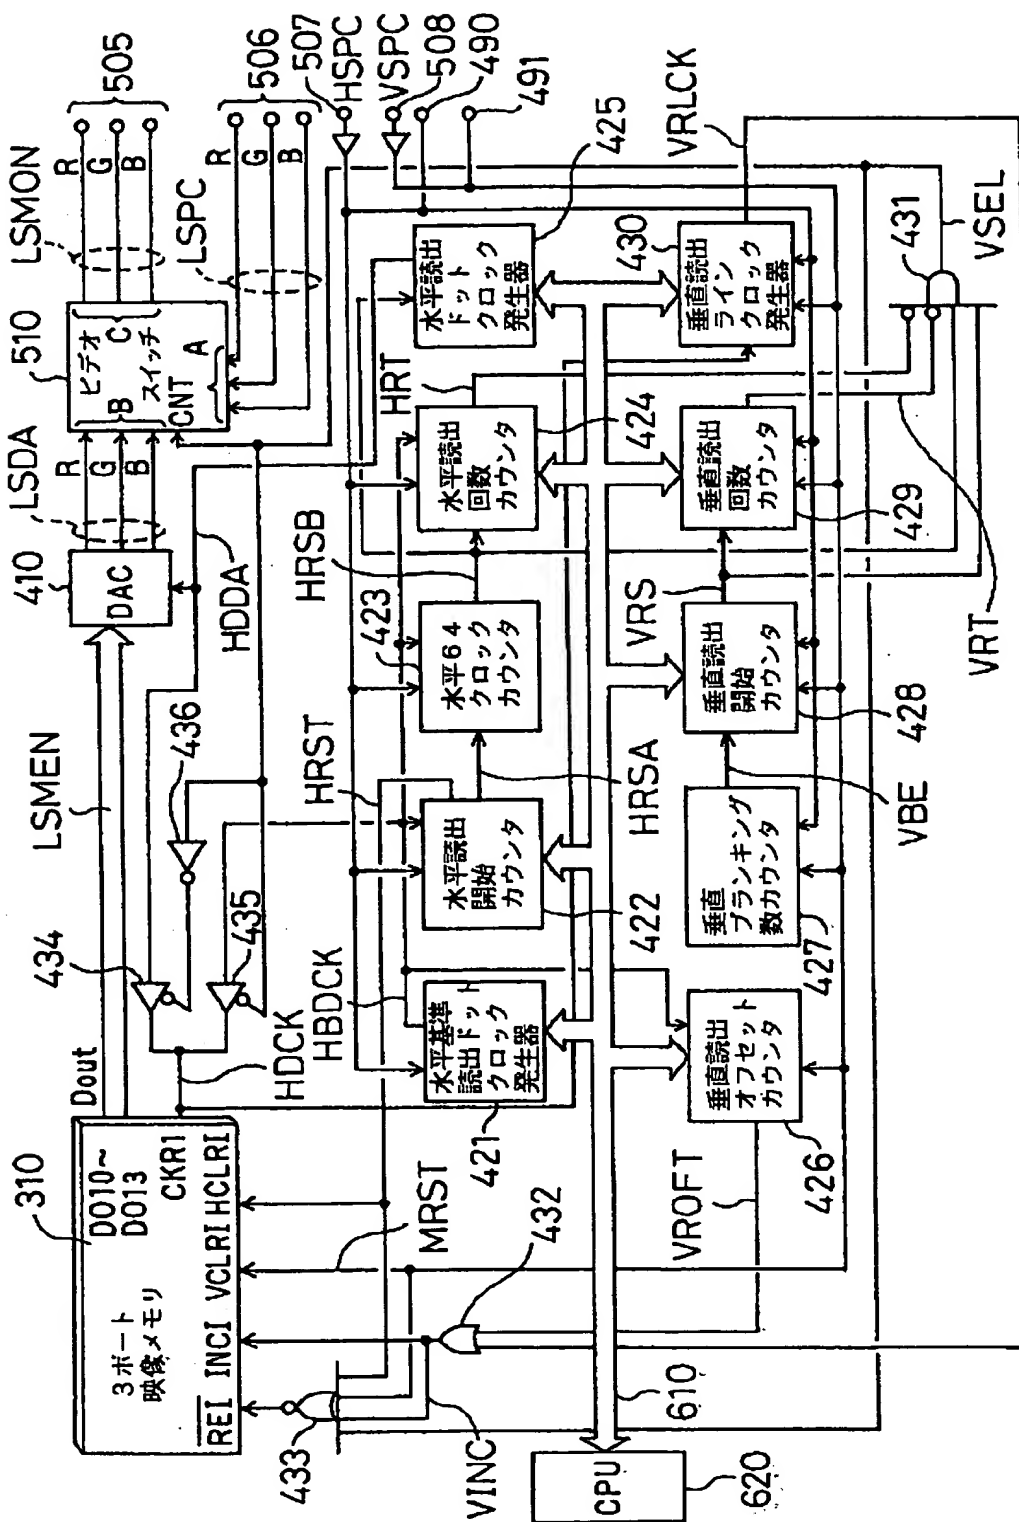 310
3ポート
映像メモリ
DO10~
DO13
CKR1
REI INCI VCLRI HCLRI
Dout
LSMEN
410
DAC
LSDA
R
G
B
510
ビデオ
スイッチ
B
C
CNT
A
LSMON
R
G
B
505
LSPC
R
G
B
506
507
HSPC
VSPC
508
490
491
434
435
436
HDDA
HDCK
HBDCK
HRST
423
HRSB
HRT
421
水平基準
読出ドット
クロック
発生器
422
水平読出
開始
カウンタ
HRSA
水平64
クロック
カウンタ
424
水平読出
回数
カウンタ
425
水平読出
ドット
クロック
発生器
433
432
VINC
MRST
VROFT
426
垂直読出
オフセット
カウンタ
427
垂直
ブランキング
数カウンタ
VBE
428
垂直読出
開始
カウンタ
VRS
429
垂直読出
回数
カウンタ
VRT
430
垂直読出
ライン
クロック
発生器
VRLCK
431
VSEL
610
CPU
620